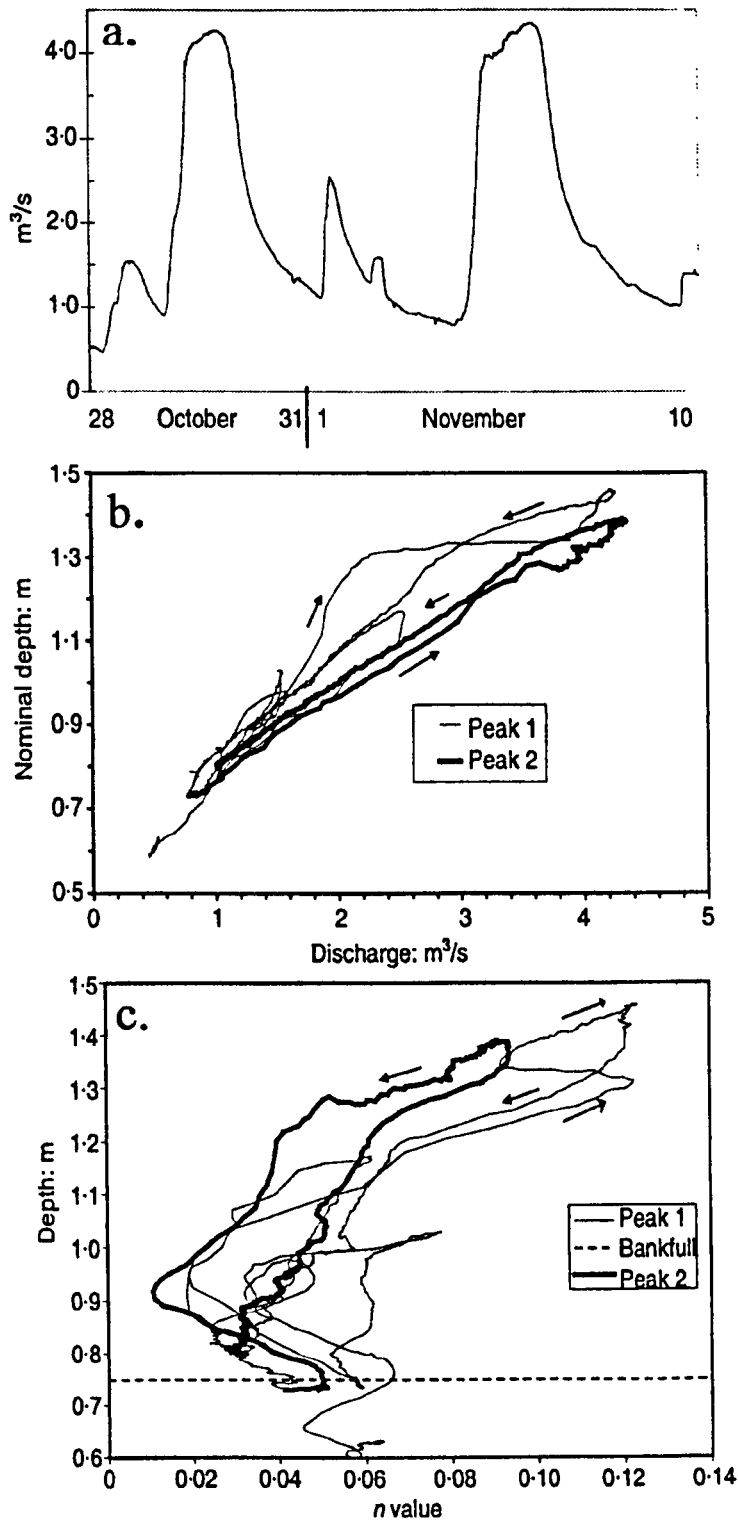 a.
4·0
3·0
m³/s
2·0
1·0
0
28 October 31 1 November 10
b.
1·5
1·3
Nominal depth: m
1·1
0·9
0·7
0·5
Peak 1
Peak 2
0 1 2 3 4 5
Discharge: m³/s
c.
1·5
1·4
1·3
1·2
Depth: m
1·1
1·0
0·9
0·8
0·7
0·6
Peak 1
Bankfull
Peak 2
0 0·02 0·04 0·06 0·08 0·10 0·12 0·14
n value